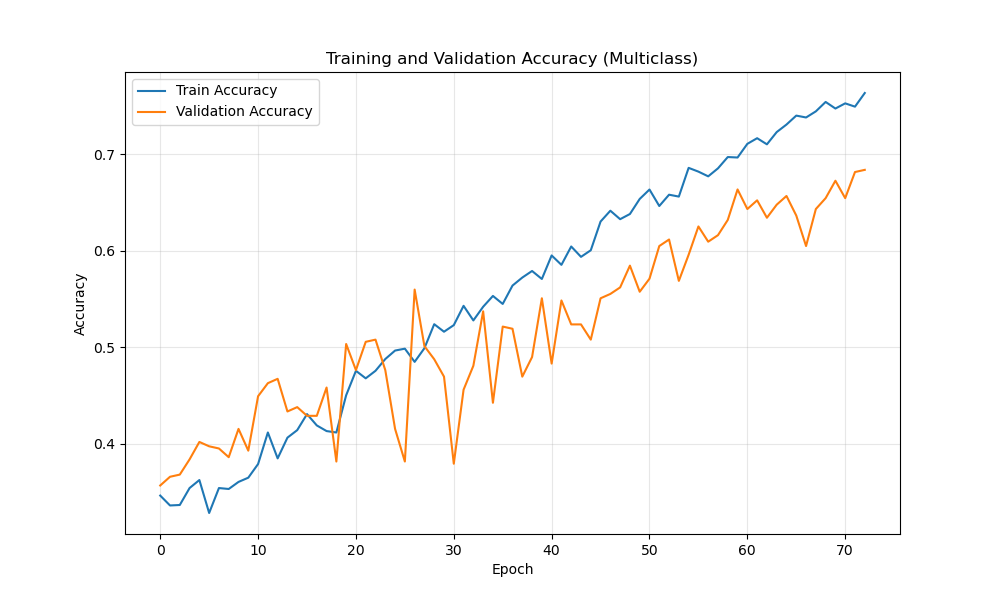 Training and Validation Accuracy (Multiclass)
Train Accuracy
Validation Accuracy
0.7
0.6
0.5
0.4
Accuracy
0 10 20 30 40 50 60 70
Epoch